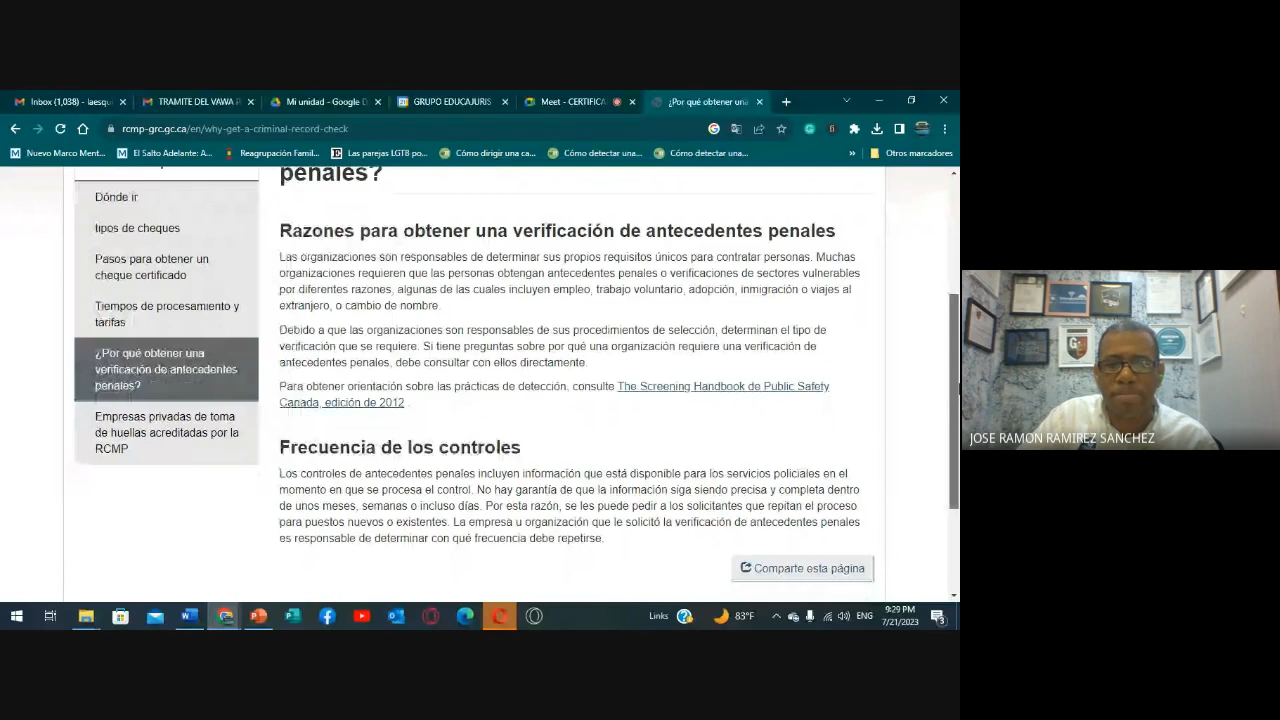 Inbox (1,038) - laesqu
TRAMITE DEL VAWA P
Mi unidad - Google D
GRUPO EDUCAJURIS
Meet - CERTIFICA
¿Por qué obtener una
rcmp-grc.gc.ca/en/why-get-a-criminal-record-check
Nuevo Marco Ment...
El Salto Adelante: A...
Reagrupación Famil...
Las parejas LGT8 po...
Cómo dirigir una ca...
Cómo detectar una...
Cómo detectar una...
»
Otros marcadores
penales?
Dónde ir
tipos de cheques
Pasos para obtener un
cheque certificado
Tiempos de procesamiento y
tarifas
¿Por qué obtener una
verificación de antecedentes
penales?
Empresas privadas de toma
de huellas acreditadas por la
RCMP
Razones para obtener una verificación de antecedentes penales
Las organizaciones son responsables de determinar sus propios requisitos únicos para contratar personas. Muchas
organizaciones requieren que las personas obtengan antecedentes penales o verificaciones de sectores vulnerables
por diferentes razones, algunas de las cuales incluyen empleo, trabajo voluntario, adopción, inmigración o viajes al
extranjero, o cambio de nombre.
Debido a que las organizaciones son responsables de sus procedimientos de selección, determinan el tipo de
verificación que se requiere. Si tiene preguntas sobre por qué una organización requiere una verificación de
antecedentes penales, debe consultar con ellos directamente.
Para obtener orientación sobre las prácticas de detección, consulte The Screening Handbook de Public Safety
Canada, edición de 2012
Frecuencia de los controles
Los controles de antecedentes penales incluyen información que está disponible para los servicios policiales en el
momento en que se procesa el control. No hay garantía de que la información siga siendo precisa y completa dentro
de unos meses, semanas o incluso días. Por esta razón, se les puede pedir a los solicitantes que repitan el proceso
para puestos nuevos o existentes. La empresa u organización que le solicitó la verificación de antecedentes penales
es responsable de determinar con qué frecuencia debe repetirse.
Comparte esta página
JOSE RAMON RAMIREZ SANCHEZ
Links
83°F
ENG
9:29 PM
7/21/2023
3